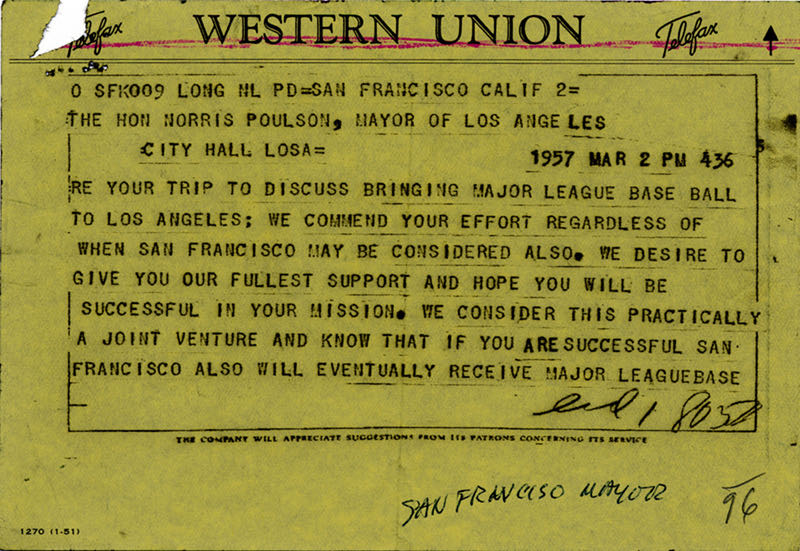 Telefax WESTERN UNION Telefax
O SFK009 LONG NL PD=SAN FRANCISCO CALIF 2=
THE HON NORRIS POULSON, MAYOR OF LOS ANGELES
CITY HALL LOSA=
1957 MAR 2 PM 436
RE YOUR TRIP TO DISCUSS BRINGING MAJOR LEAGUE BASE BALL
TO LOS ANGELES; WE COMMEND YOUR EFFORT REGARDLESS OF
WHEN SAN FRANCISCO MAY BE CONSIDERED ALSO. WE DESIRE TO
GIVE YOU OUR FULLEST SUPPORT AND HOPE YOU WILL BE
SUCCESSFUL IN YOUR MISSION. WE CONSIDER THIS PRACTICALLY
A JOINT VENTURE AND KNOW THAT IF YOU ARE SUCCESSFUL SAN
FRANCISCO ALSO WILL EVENTUALLY RECEIVE MAJOR LEAGUEBASE
end 1
THE COMPANY WILL APPRECIATE SUGGESTIONS FROM ITS PATRONS CONCERNING ITS SERVICE
SAN FRANCISO MAYOR
96
1270 (1-51)